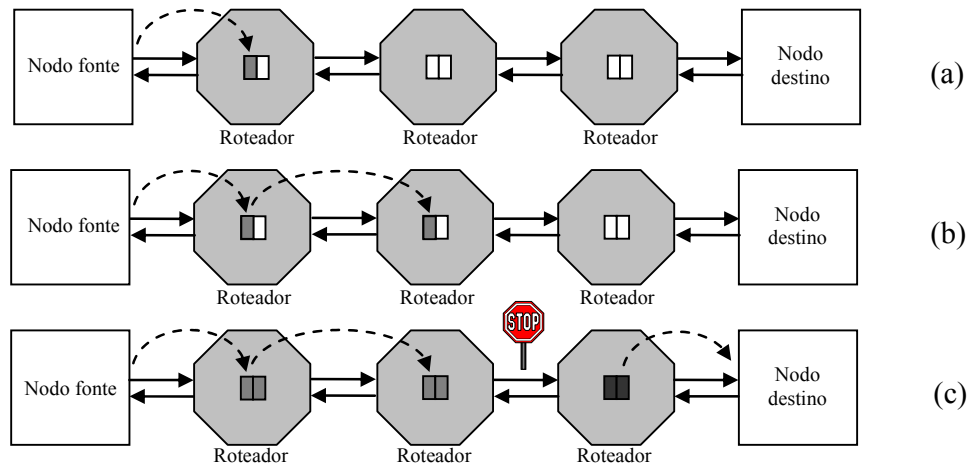 Nodo fonte
Nodo
destino
(a)
Roteador
Roteador
Roteador
Nodo fonte
Nodo
destino
(b)
Roteador
Roteador
Roteador
STOP
Nodo fonte
Nodo
destino
(c)
Roteador
Roteador
Roteador